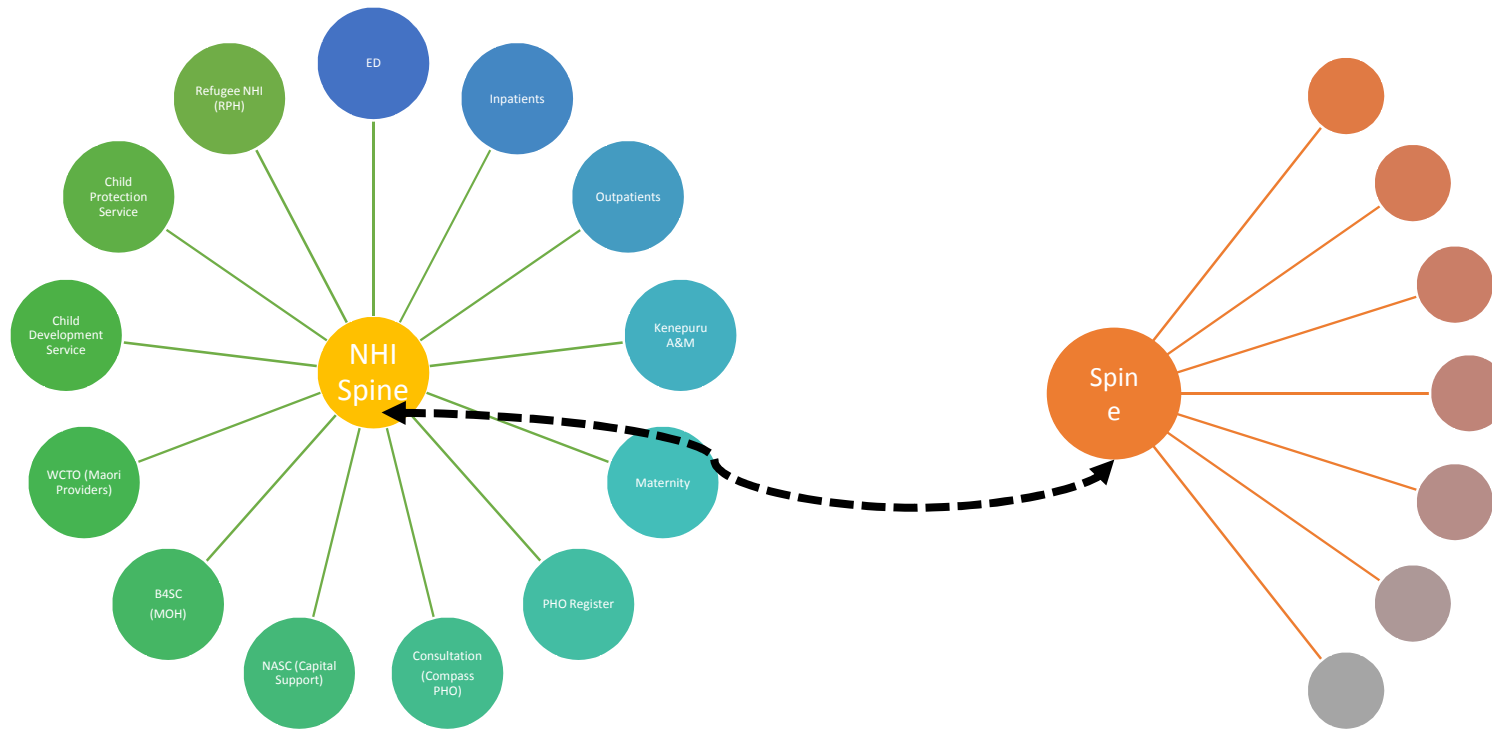 ED
Refugee NHI
(RPH)
Inpatients
Child
Protection
Service
Outpatients
Child
Development
Service
NHI
Spine
Kenepuru
A&M
Spin
e
WCTO (Maori
Providers)
Maternity
B4SC
(MOH)
PHO Register
NASC (Capital
Support)
Consultation
(Compass
PHO)